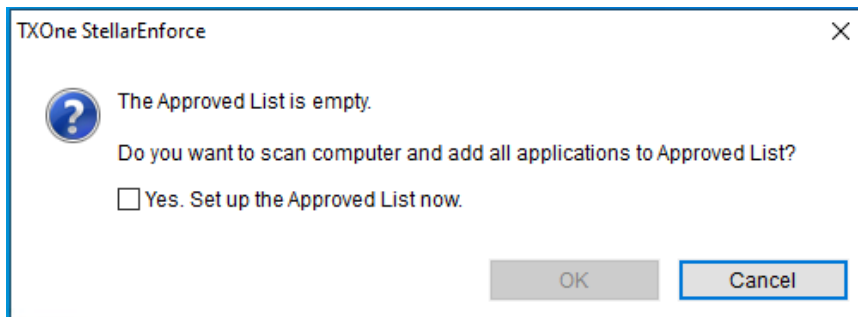 TXOne StellarEnforce
The Approved List is empty.
Do you want to scan computer and add all applications to Approved List?
Yes. Set up the Approved List now.
OK
Cancel